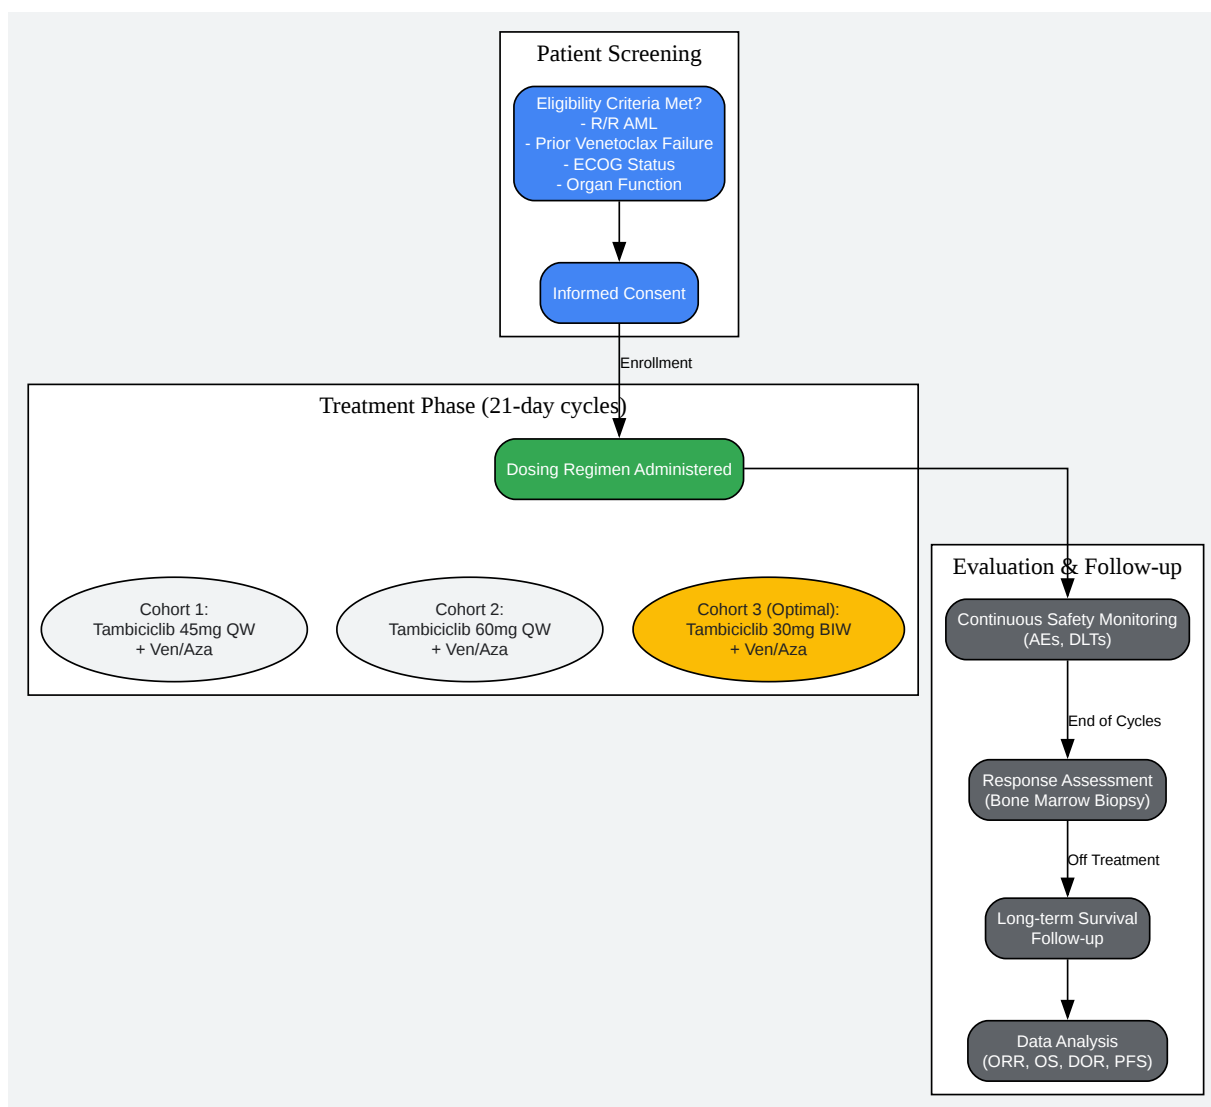 Patient Screening
Eligibility Criteria Met?
- R/R AML
- Prior Venetoclax Failure
- ECOG Status
- Organ Function
Informed Consent
Enrollment
Treatment Phase (21-day cycles)
Dosing Regimen Administered
Cohort 1:
Tambiciclib 45mg QW
+ Ven/Aza
Cohort 2:
Tambiciclib 60mg QW
+ Ven/Aza
Cohort 3 (Optimal):
Tambiciclib 30mg BIW
+ Ven/Aza
Evaluation & Follow-up
Continuous Safety Monitoring
(AEs, DLTs)
End of Cycles
Response Assessment
(Bone Marrow Biopsy)
Off Treatment
Long-term Survival
Follow-up
Data Analysis
(ORR, OS, DOR, PFS)